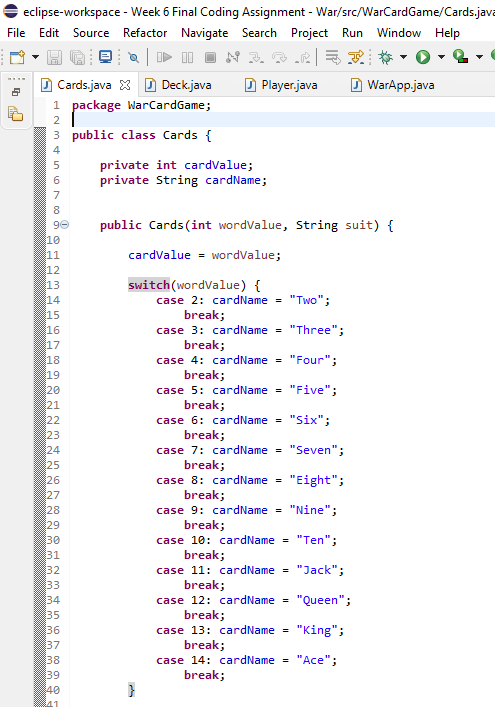 eclipse-workspace - Week 6 Final Coding Assignment - War/src/WarCardGame/Cards.java
File Edit Source Refactor Navigate Search Project Run Window Help
Cards.java Deck.java Player.java WarApp.java
1 package WarCardGame;
2
3 public class Cards {
4
5 private int cardValue;
6 private String cardName;
7
8
9 public Cards(int wordValue, String suit) {
10
11 cardValue = wordValue;
12
13 switch(wordValue) {
14 case 2: cardName = "Two";
15 break;
16 case 3: cardName = "Three";
17 break;
18 case 4: cardName = "Four";
19 break;
20 case 5: cardName = "Five";
21 break;
22 case 6: cardName = "Six";
23 break;
24 case 7: cardName = "Seven";
25 break;
26 case 8: cardName = "Eight";
27 break;
28 case 9: cardName = "Nine";
29 break;
30 case 10: cardName = "Ten";
31 break;
32 case 11: cardName = "Jack";
33 break;
34 case 12: cardName = "Queen";
35 break;
36 case 13: cardName = "King";
37 break;
38 case 14: cardName = "Ace";
39 break;
40 }
41